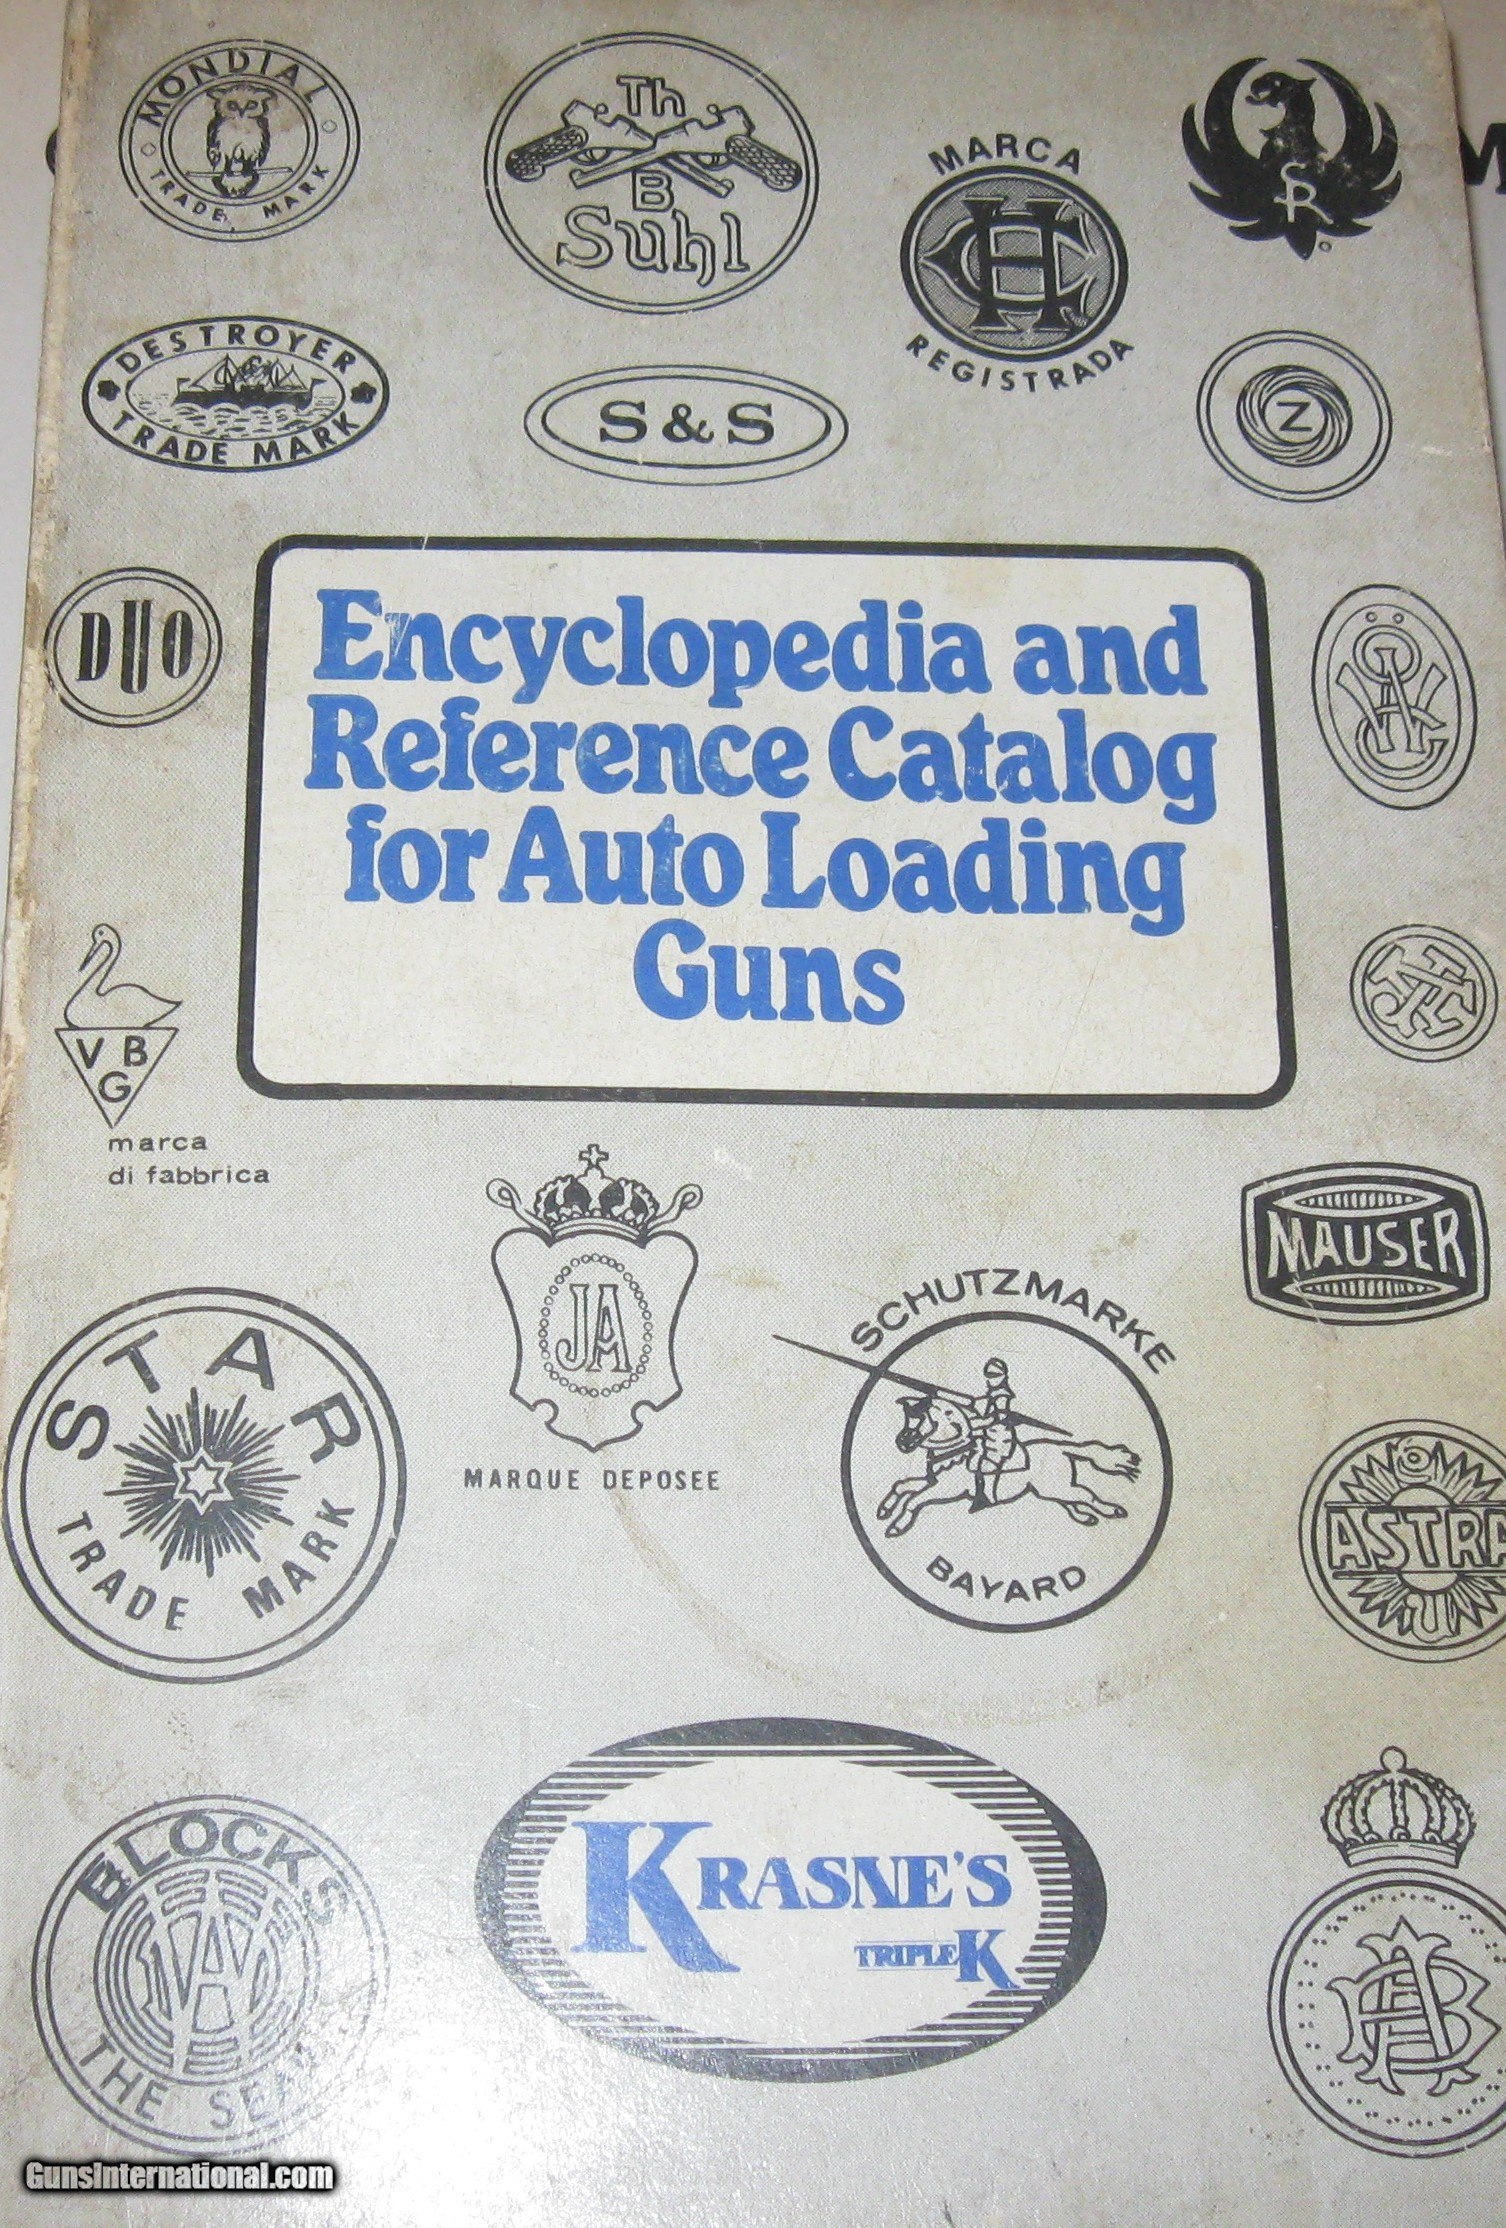 MONDIAL
TRADE MARK
Th
B
Suhl
MARCA
REGISTRADA
SR
M
DESTROYER
TRADE MARK
S & S
Z
DUO
Encyclopedia and
Reference Catalog
for Auto Loading
Guns
V B
G
marca
di fabbrica
MAUSER
JA
MARQUE DEPOSEE
SCHUTZMARKE
BAYARD
STAR
TRADE MARK
ASTRA
BLOCKS
THE
KRASNE'S
TRIPLE K
GunsInternational.com